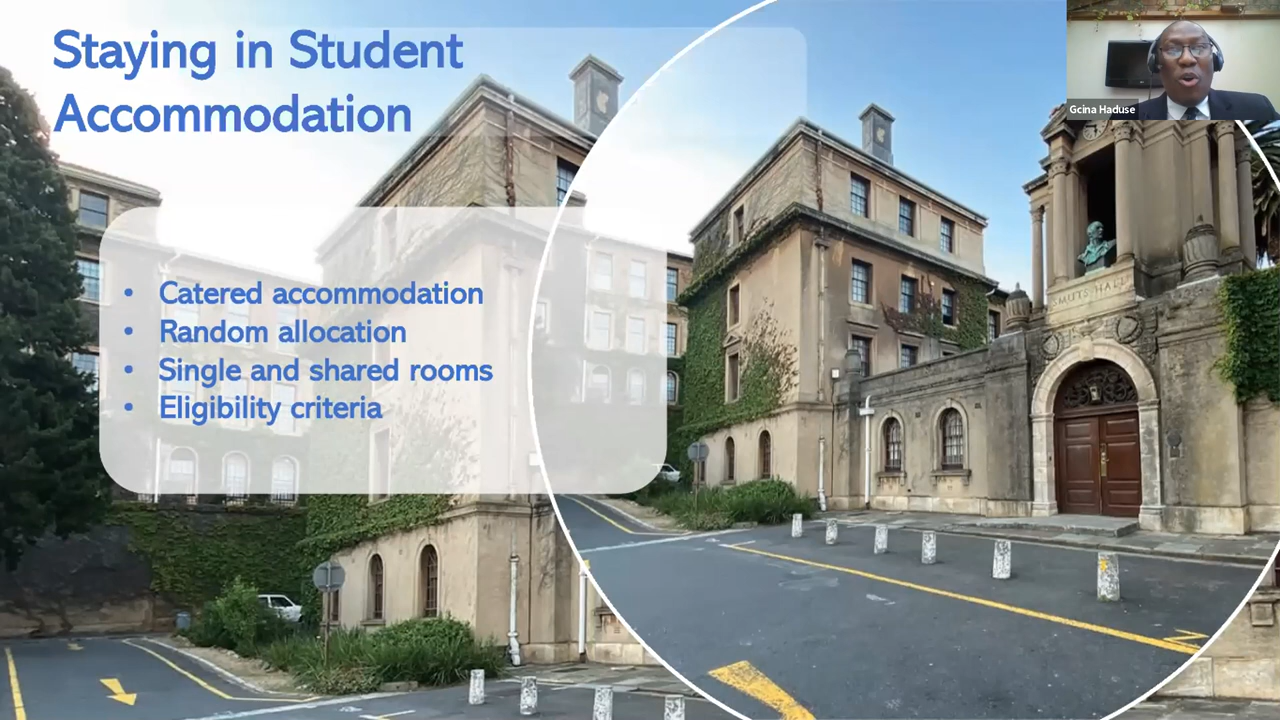 Staying in Student
Accommodation
Gcina Haduse
• Catered accommodation
• Random allocation
• Single and shared rooms
• Eligibility criteria
SMUTS HALL